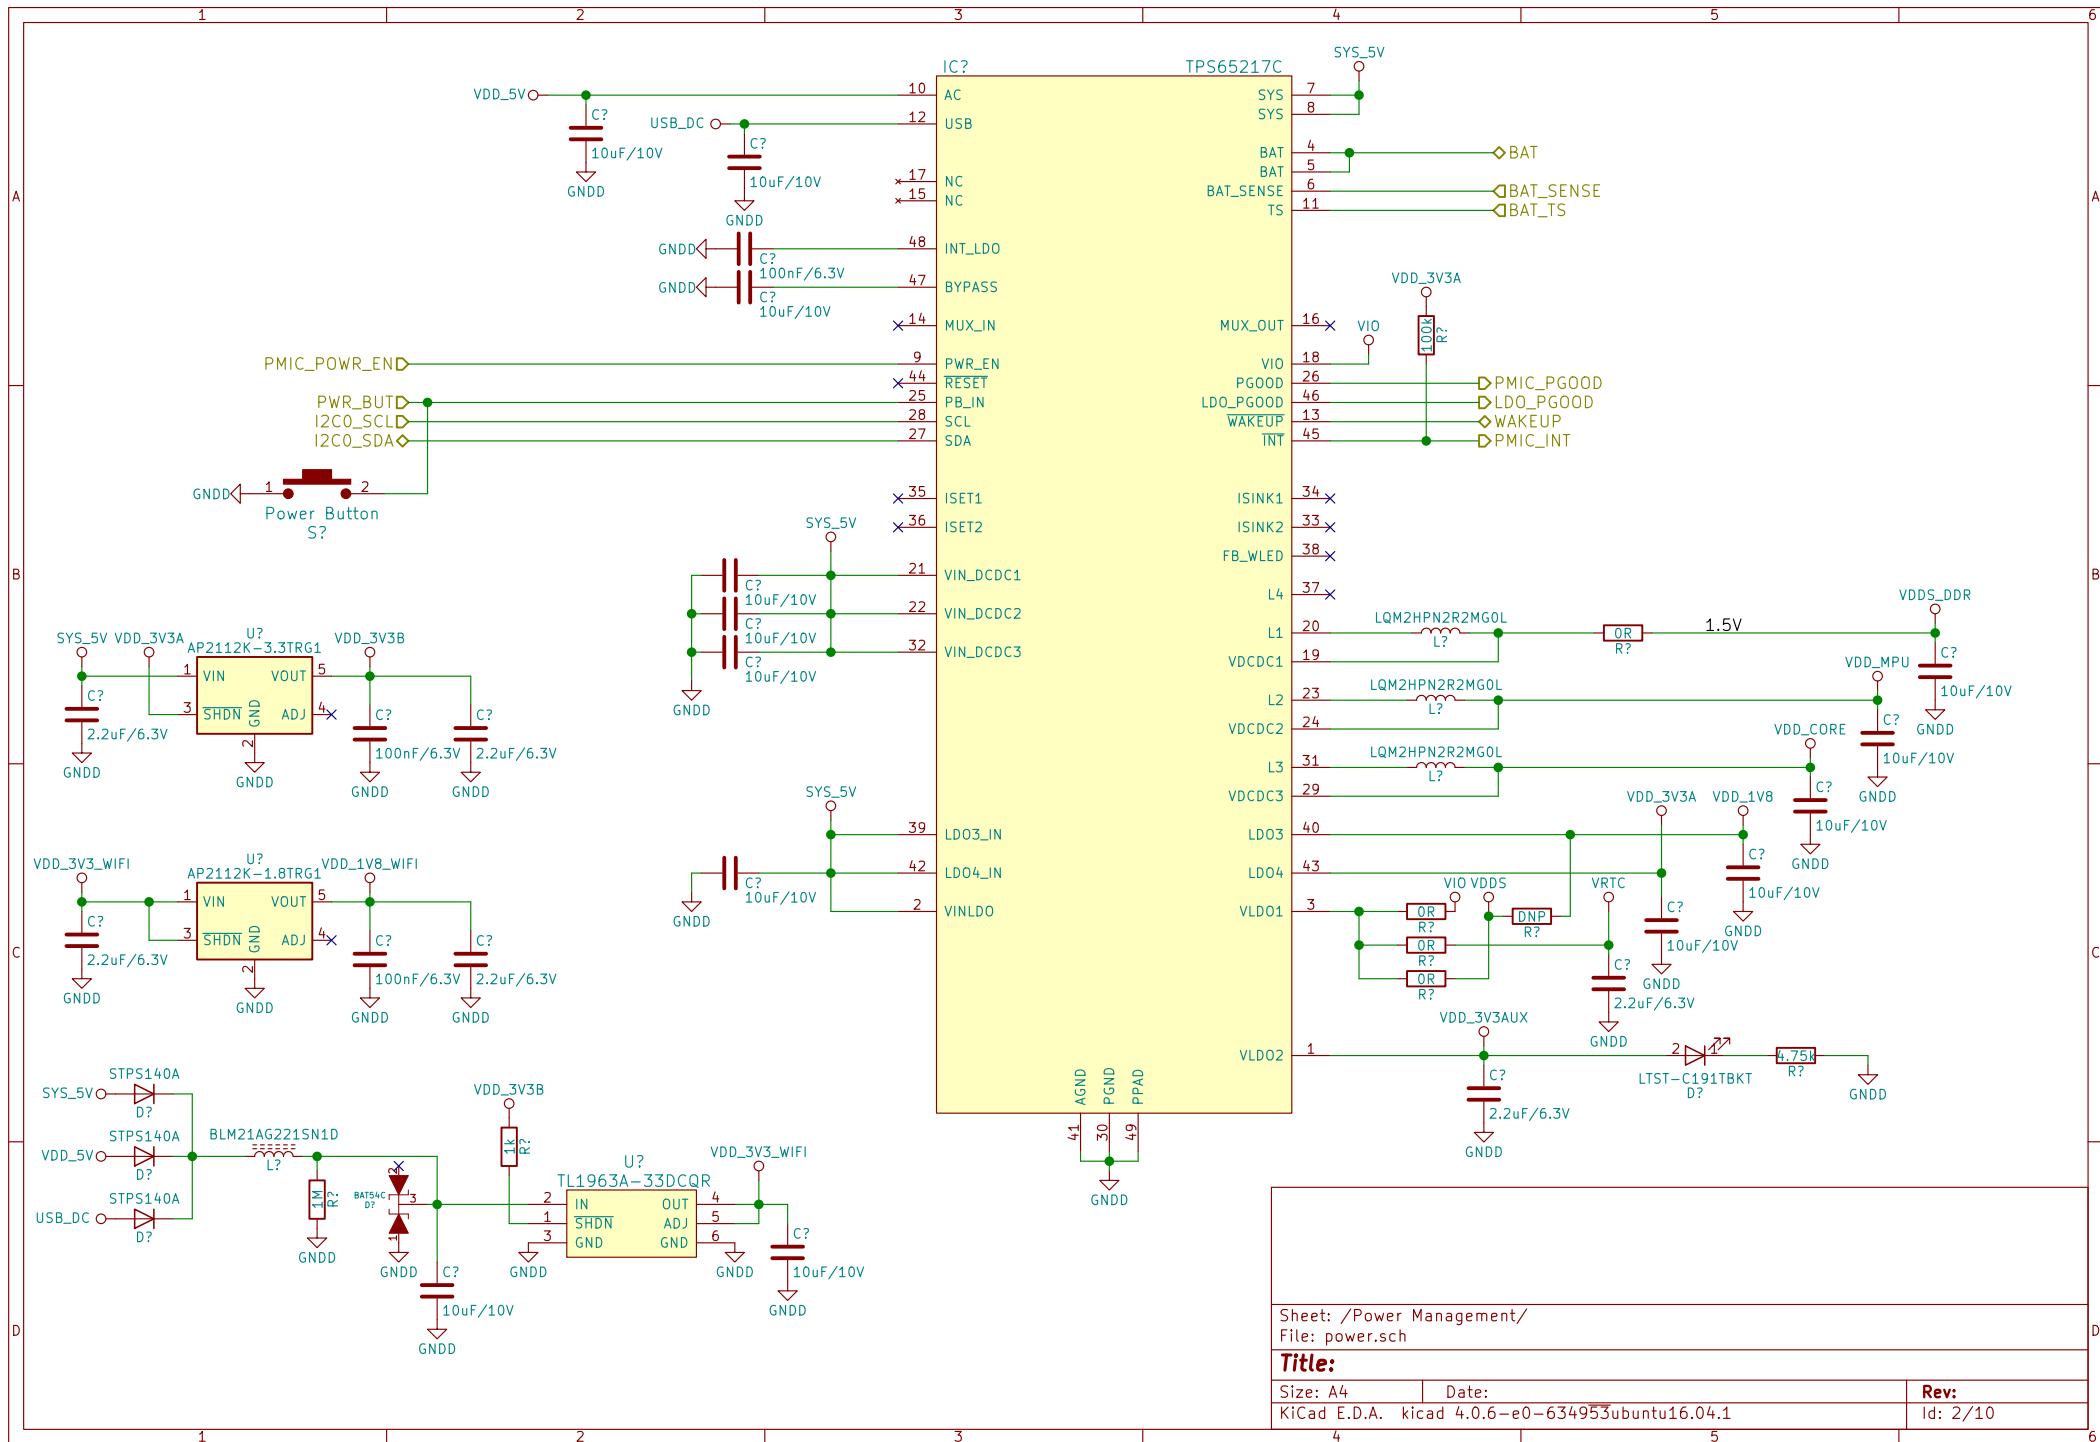 1 2 3 4 5 6
A
B
C
D
A
B
C
D
1 2 3 4 5 6
IC? TPS65217C
10 AC
12 USB
17 NC
15 NC
48 INT_LDO
47 BYPASS
14 MUX_IN
9 PWR_EN
44 RESET
25 PB_IN
28 SCL
27 SDA
35 ISET1
36 ISET2
21 VIN_DCDC1
22 VIN_DCDC2
32 VIN_DCDC3
39 LDO3_IN
42 LDO4_IN
2 VINLDO
SYS 7
SYS 8
BAT 4
BAT 5
BAT_SENSE 6
TS 11
MUX_OUT 16
VIO 18
PGOOD 26
LDO_PGOOD 46
WAKEUP 13
INT 45
ISINK1 34
ISINK2 33
FB_WLED 38
L4 37
L1 20
VDCDC1 19
L2 23
VDCDC2 24
L3 31
VDCDC3 29
LDO3 40
LDO4 43
VLDO1 3
VLDO2 1
AGND PGND PPAD
41 30 49
GNDD
VDD_5V
C?
10uF/10V
GNDD
USB_DC
C?
10uF/10V
GNDD
GNDD
C?
100nF/6.3V
GNDD
C?
10uF/10V
PMIC_POWR_EN
PWR_BUT
I2C0_SCL
I2C0_SDA
GNDD 1 2
Power Button
S?
SYS_5V
C?
10uF/10V
C?
10uF/10V
C?
10uF/10V
GNDD
SYS_5V
C?
10uF/10V
GNDD
SYS_5V
BAT
BAT_SENSE
BAT_TS
VDD_3V3A
100k
R?
VIO
PMIC_PGOOD
LDO_PGOOD
WAKEUP
PMIC_INT
LQM2HPN2R2MG0L
L?
0R
R?
1.5V
VDDS_DDR
C?
10uF/10V
GNDD
LQM2HPN2R2MG0L
L?
VDD_MPU
C?
10uF/10V
GNDD
LQM2HPN2R2MG0L
L?
VDD_CORE
C?
10uF/10V
GNDD
VDD_3V3A VDD_1V8
C?
10uF/10V
GNDD
C?
10uF/10V
GNDD
VIO VDDS VRTC
0R
R?
DNP
R?
0R
R?
0R
R?
C?
2.2uF/6.3V
GNDD
VDD_3V3AUX
C?
2.2uF/6.3V
GNDD
2 1
LTST-C191TBKT
D?
4.75k
R?
GNDD
SYS_5V VDD_3V3A VDD_3V3B
U?
AP2112K-3.3TRG1
1 VIN VOUT 5
3 SHDN GND ADJ 4
2
GNDD
C?
2.2uF/6.3V
GNDD
C?
100nF/6.3V
GNDD
C?
2.2uF/6.3V
GNDD
VDD_3V3_WIFI VDD_1V8_WIFI
U?
AP2112K-1.8TRG1
1 VIN VOUT 5
3 SHDN GND ADJ 4
2
GNDD
C?
2.2uF/6.3V
GNDD
C?
100nF/6.3V
GNDD
C?
2.2uF/6.3V
GNDD
STPS140A
SYS_5V
D?
STPS140A
VDD_5V
D?
STPS140A
USB_DC
D?
BLM21AG221SN1D
L?
1M
R?
GNDD
BAT54C
D?
2
3
1
GNDD
C?
10uF/10V
GNDD
VDD_3V3B
1k
R?
U?
TL1963A-33DCQR
2 IN OUT 4
1 SHDN ADJ 5
3 GND GND 6
GNDD
GNDD
VDD_3V3_WIFI
C?
10uF/10V
GNDD
Sheet: /Power Management/
File: power.sch
Title:
Size: A4 Date: Rev:
KiCad E.D.A. kicad 4.0.6-e0-634953ubuntu16.04.1 Id: 2/10